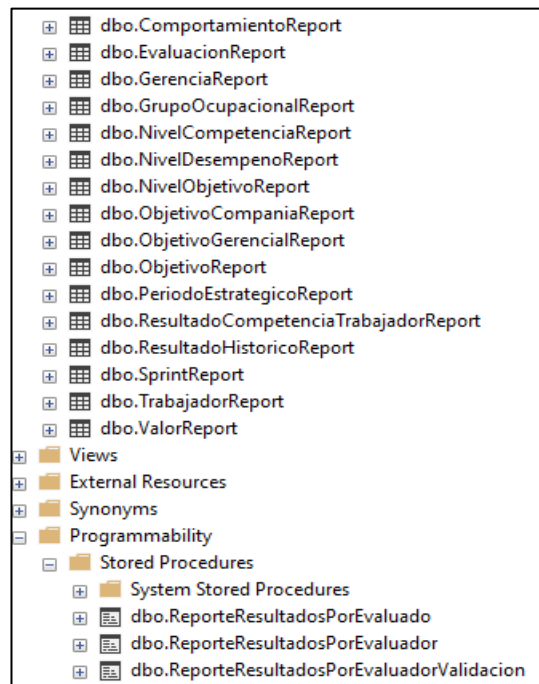 dbo.ComportamientoReport
dbo.EvaluacionReport
dbo.GerenciaReport
dbo.GrupoOcupacionalReport
dbo.NivelCompetenciaReport
dbo.NivelDesempenoReport
dbo.NivelObjetivoReport
dbo.ObjetivoCompaniaReport
dbo.ObjetivoGerencialReport
dbo.ObjetivoReport
dbo.PeriodoEstrategicoReport
dbo.ResultadoCompetenciaTrabajadorReport
dbo.ResultadoHistoricoReport
dbo.SprintReport
dbo.TrabajadorReport
dbo.ValorReport
Views
External Resources
Synonyms
Programmability
Stored Procedures
System Stored Procedures
dbo.ReporteResultadosPorEvaluado
dbo.ReporteResultadosPorEvaluador
dbo.ReporteResultadosPorEvaluadorValidacion